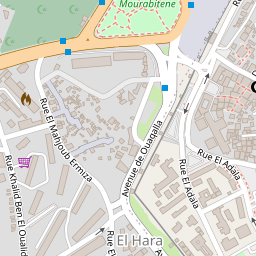 Mourabitene
Rue El Mahjoub Ermiza
Avenue de Ouaqalla
Rue El Adala
Rue El Adala
Rue Khalid Ben El Oualid
El Hara